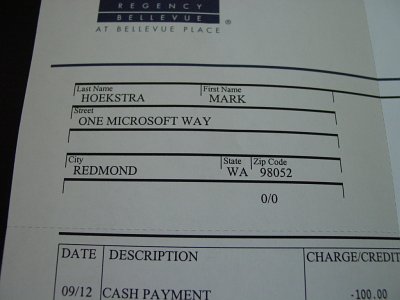 REGENCY
BELLEVUE ®
AT BELLEVUE PLACE
Last Name First Name
HOEKSTRA MARK
Street
ONE MICROSOFT WAY
City State Zip Code
REDMOND WA 98052
0/0
DATE DESCRIPTION CHARGE/CREDIT
09/12 CASH PAYMENT -100.00